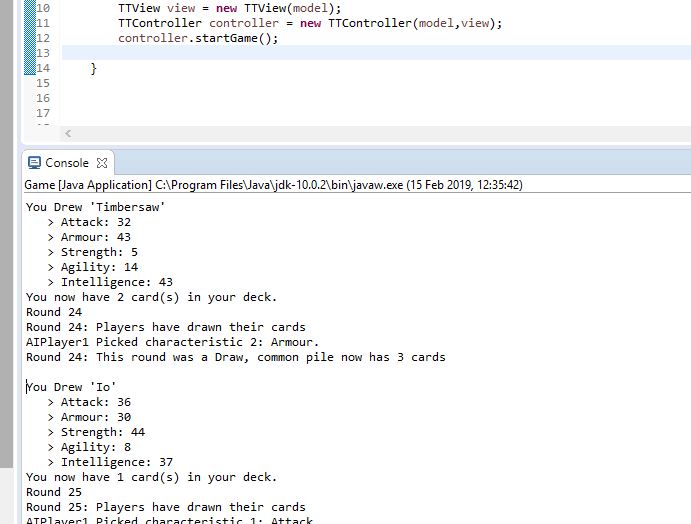 10 TTView view = new TTView(model);
11 TTController controller = new TTController(model,view);
12 controller.startGame();
13
14 }
15
16
17
<
Console
Game [Java Application] C:\Program Files\Java\jdk-10.0.2\bin\javaw.exe (15 Feb 2019, 12:35:42)
You Drew 'Timbersaw'
> Attack: 32
> Armour: 43
> Strength: 5
> Agility: 14
> Intelligence: 43
You now have 2 card(s) in your deck.
Round 24
Round 24: Players have drawn their cards
AIPlayer1 Picked characteristic 2: Armour.
Round 24: This round was a Draw, common pile now has 3 cards
You Drew 'Io'
> Attack: 36
> Armour: 30
> Strength: 44
> Agility: 8
> Intelligence: 37
You now have 1 card(s) in your deck.
Round 25
Round 25: Players have drawn their cards
AIPlayer1 Picked characteristic 1: Attack